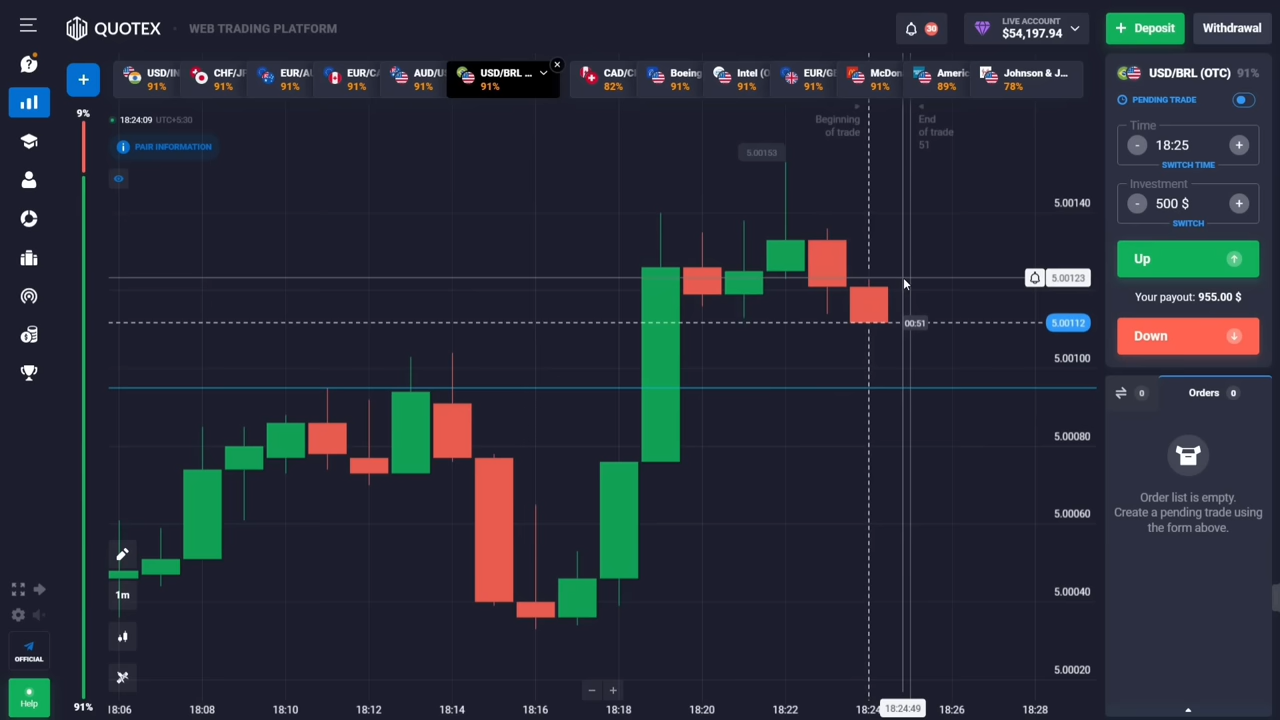 QUOTEX
WEB TRADING PLATFORM
30
LIVE ACCOUNT
$54,197.94
+ Deposit
Withdrawal
+
USD/IN
91%
CHF/J
91%
EUR/AU
91%
EUR/CA
91%
AUD/US
91%
USD/BRL ...
91%
CAD/C
82%
Boeing
91%
Intel (O
91%
EUR/G
91%
McDon
91%
Americ
89%
Johnson & J...
78%
USD/BRL (OTC) 91%
PENDING TRADE
Time
- 18:25 +
SWITCH TIME
Investment
- 500 $ +
SWITCH
Up
Your payout: 955.00 $
Down
0
Orders 0
Order list is empty.
Create a pending trade using
the form above.
9%
91%
18:24:09 UTC+5:30
PAIR INFORMATION
Beginning
of trade
End
of trade
51
5.00153
5.00140
5.00123
00:51
5.00112
5.00100
5.00080
5.00060
5.00040
5.00020
1m
OFFICIAL
Help
− +
18:06
18:08
18:10
18:12
18:14
18:16
18:18
18:20
18:22
18:24
18:24:49
18:26
18:28